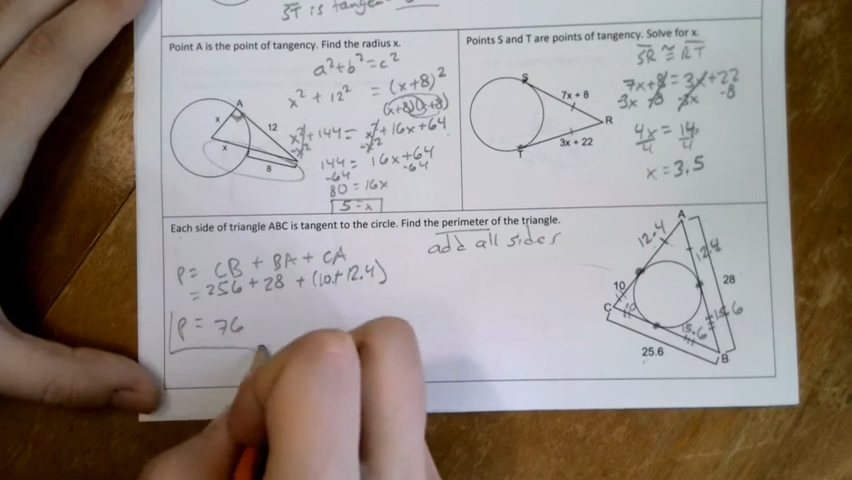 ST is tangent
Point A is the point of tangency. Find the radius x.
a² + b² = c²
x² + 12² = (x+8)²
(x+8)(x+8)
x² + 144 = x² + 16x + 64
-x² -x²
144 = 16x + 64
-64 -64
80 = 16x
5 = x
A
x
12
x
8
Points S and T are points of tangency. Solve for x.
SR ≅ RT
7x + 8 = 3x + 22
-3x -8 -3x -8
4x = 14
4 4
x = 3.5
S
7x + 8
R
3x + 22
T
Each side of triangle ABC is tangent to the circle. Find the perimeter of the triangle.
add all sides
P = CB + BA + CA
= 25.6 + 28 + (10 + 12.4)
P = 76
A
12.4
12.4
10
28
C
10
15.6
15.6
25.6
B